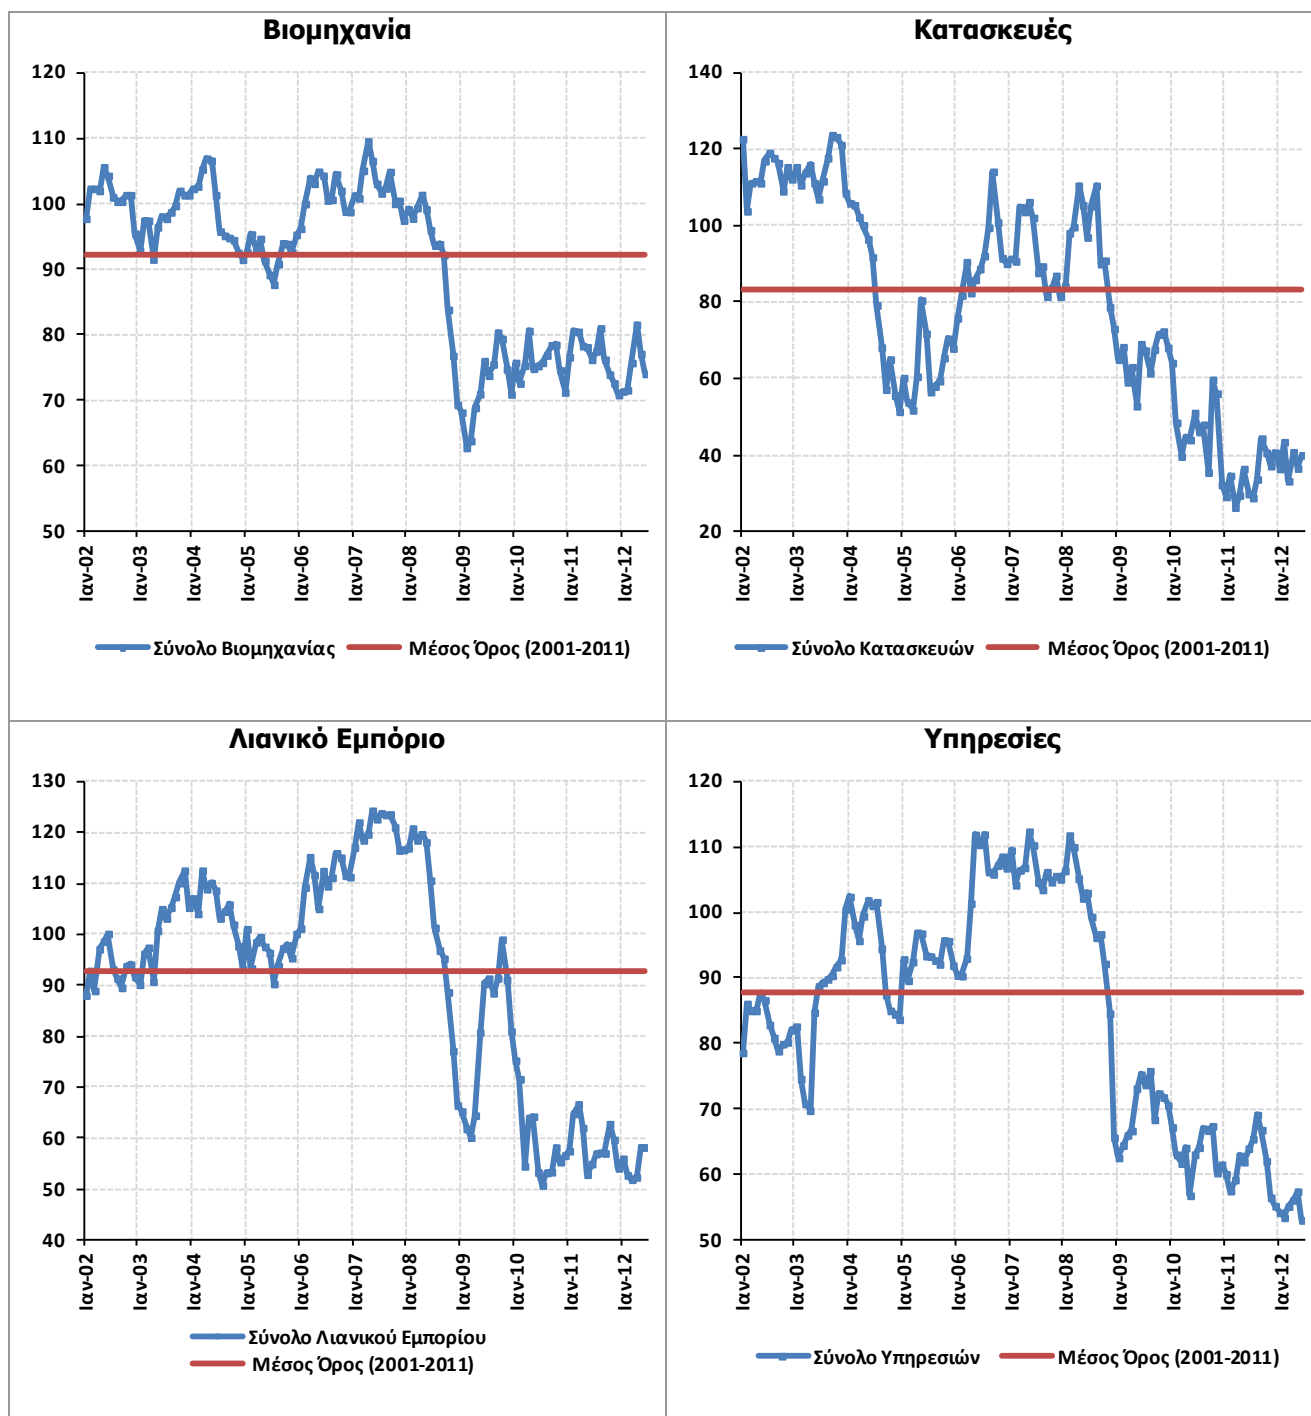 Βιομηχανία
120
110
100
90
80
70
60
50
Ιαν-02
Ιαν-03
Ιαν-04
Ιαν-05
Ιαν-06
Ιαν-07
Ιαν-08
Ιαν-09
Ιαν-10
Ιαν-11
Ιαν-12
Σύνολο Βιομηχανίας
Μέσος Όρος (2001-2011)
Κατασκευές
140
120
100
80
60
40
20
Ιαν-02
Ιαν-03
Ιαν-04
Ιαν-05
Ιαν-06
Ιαν-07
Ιαν-08
Ιαν-09
Ιαν-10
Ιαν-11
Ιαν-12
Σύνολο Κατασκευών
Μέσος Όρος (2001-2011)
Λιανικό Εμπόριο
130
120
110
100
90
80
70
60
50
40
Ιαν-02
Ιαν-03
Ιαν-04
Ιαν-05
Ιαν-06
Ιαν-07
Ιαν-08
Ιαν-09
Ιαν-10
Ιαν-11
Ιαν-12
Σύνολο Λιανικού Εμπορίου
Μέσος Όρος (2001-2011)
Υπηρεσίες
120
110
100
90
80
70
60
50
Ιαν-02
Ιαν-03
Ιαν-04
Ιαν-05
Ιαν-06
Ιαν-07
Ιαν-08
Ιαν-09
Ιαν-10
Ιαν-11
Ιαν-12
Σύνολο Υπηρεσιών
Μέσος Όρος (2001-2011)